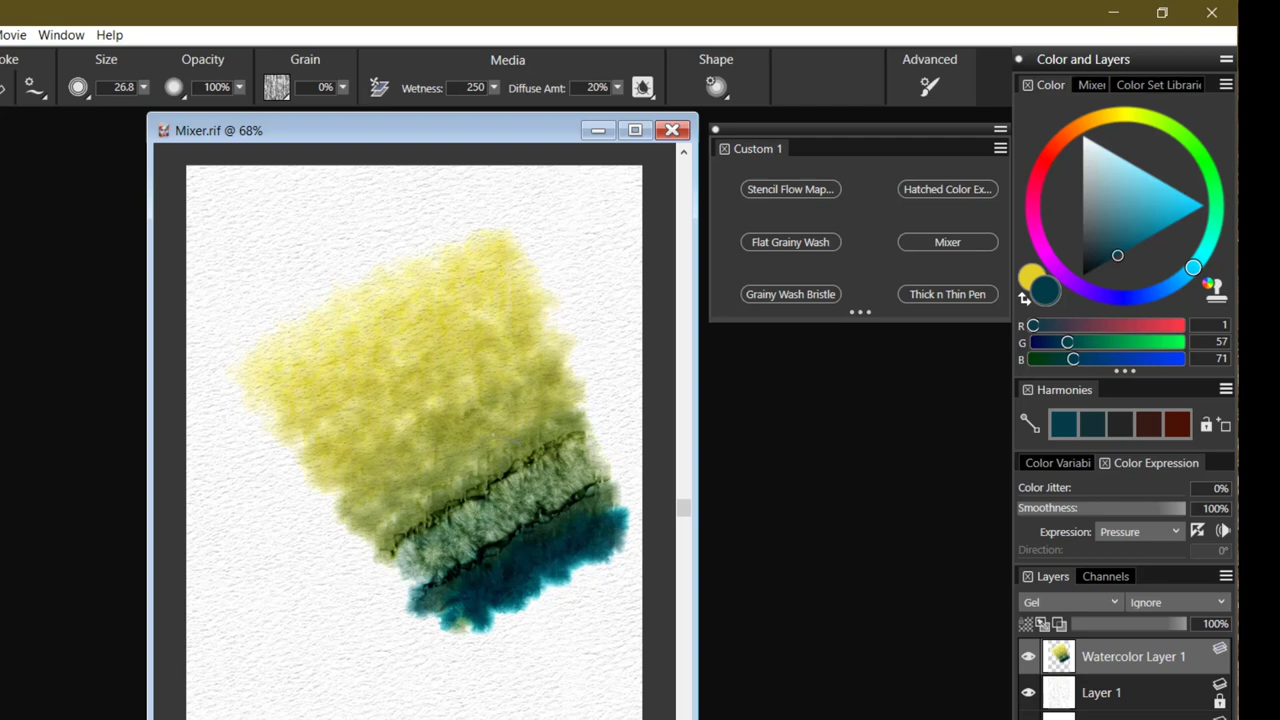 Movie Window Help
oke Size Opacity Grain Media Shape Advanced
26.8 100% 0% Wetness: 250 Diffuse Amt: 20%
Mixer.rif @ 68%
Custom 1
Stencil Flow Map... Hatched Color Ex...
Flat Grainy Wash Mixer
Grainy Wash Bristle Thick n Thin Pen
Color and Layers
Color Mixer Color Set Librarie
R 1
G 57
B 71
Harmonies
Color Variabi Color Expression
Color Jitter: 0%
Smoothness: 100%
Expression: Pressure
Direction: 0°
Layers Channels
Gel Ignore
100%
Watercolor Layer 1
Layer 1